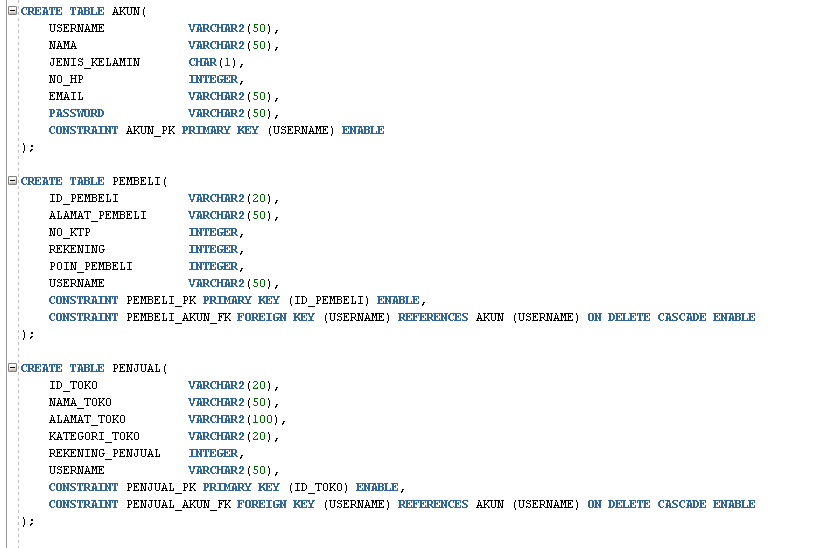 CREATE TABLE AKUN(
    USERNAME            VARCHAR2(50),
    NAMA                VARCHAR2(50),
    JENIS_KELAMIN       CHAR(1),
    NO_HP               INTEGER,
    EMAIL               VARCHAR2(50),
    PASSWORD            VARCHAR2(50),
    CONSTRAINT AKUN_PK PRIMARY KEY (USERNAME) ENABLE
);
CREATE TABLE PEMBELI(
    ID_PEMBELI          VARCHAR2(20),
    ALAMAT_PEMBELI      VARCHAR2(50),
    NO_KTP              INTEGER,
    REKENING            INTEGER,
    POIN_PEMBELI        INTEGER,
    USERNAME            VARCHAR2(50),
    CONSTRAINT PEMBELI_PK PRIMARY KEY (ID_PEMBELI) ENABLE,
    CONSTRAINT PEMBELI_AKUN_FK FOREIGN KEY (USERNAME) REFERENCES AKUN (USERNAME) ON DELETE CASCADE ENABLE
);
CREATE TABLE PENJUAL(
    ID_TOKO             VARCHAR2(20),
    NAMA_TOKO           VARCHAR2(50),
    ALAMAT_TOKO         VARCHAR2(100),
    KATEGORI_TOKO       VARCHAR2(20),
    REKENING_PENJUAL    INTEGER,
    USERNAME            VARCHAR2(50),
    CONSTRAINT PENJUAL_PK PRIMARY KEY (ID_TOKO) ENABLE,
    CONSTRAINT PENJUAL_AKUN_FK FOREIGN KEY (USERNAME) REFERENCES AKUN (USERNAME) ON DELETE CASCADE ENABLE
);